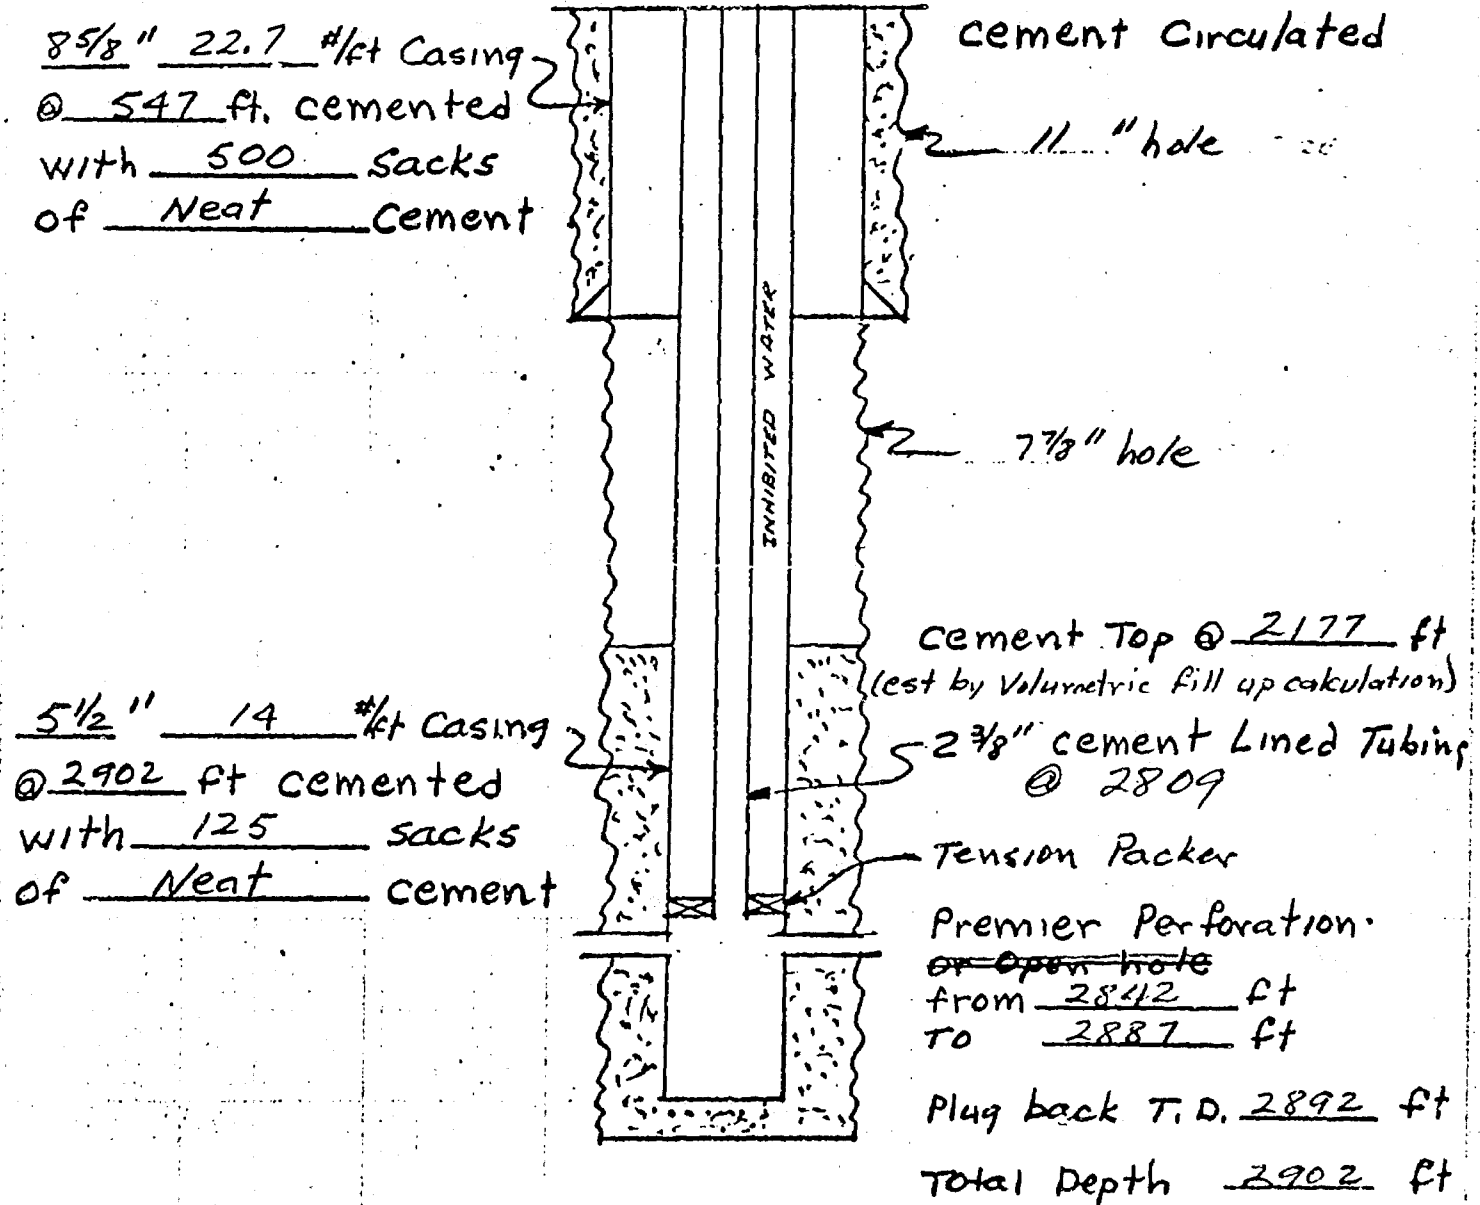 8 5/8 " 22.7 #/ft Casing
@ 547 ft. cemented
with 500 Sacks
of Neat Cement
Cement Circulated
11 " hole
INHIBITED WATER
7 7/8" hole
Cement Top @ 2177 ft
(est by Volumetric fill up calculation)
5 1/2 " 14 #/ft Casing
@ 2902 ft cemented
with 125 sacks
of Neat cement
2 3/8" cement Lined Tubing
@ 2809
Tension Packer
Premier Perforation.
or Open hole
from 2842 ft
TO 2887 ft
Plug back T.D. 2892 ft
Total Depth 2902 ft